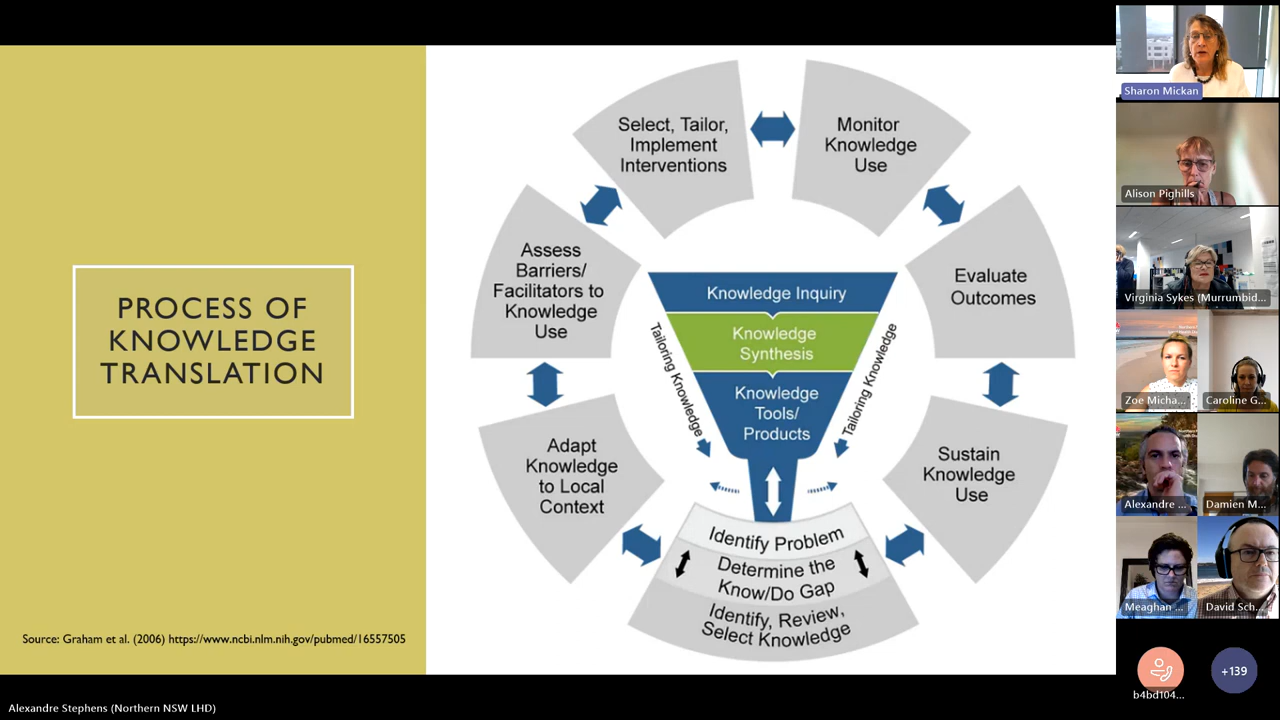 PROCESS OF
KNOWLEDGE
TRANSLATION
Source: Graham et al. (2006) https://www.ncbi.nlm.nih.gov/pubmed/16557505
Select, Tailor,
Implement
Interventions
Monitor
Knowledge
Use
Assess
Barriers/
Facilitators to
Knowledge
Use
Evaluate
Outcomes
Knowledge Inquiry
Knowledge
Synthesis
Knowledge
Tools/
Products
Tailoring Knowledge
Tailoring Knowledge
Adapt
Knowledge
to Local
Context
Sustain
Knowledge
Use
Identify Problem
Determine the
Know/Do Gap
Identify, Review,
Select Knowledge
Sharon Mickan
Alison Pighills
Virginia Sykes (Murrumbid...
Zoe Micha...
Caroline G...
Alexandre ...
Damien M...
Meaghan ...
David Sch...
b4bd104...
+139
Alexandre Stephens (Northern NSW LHD)